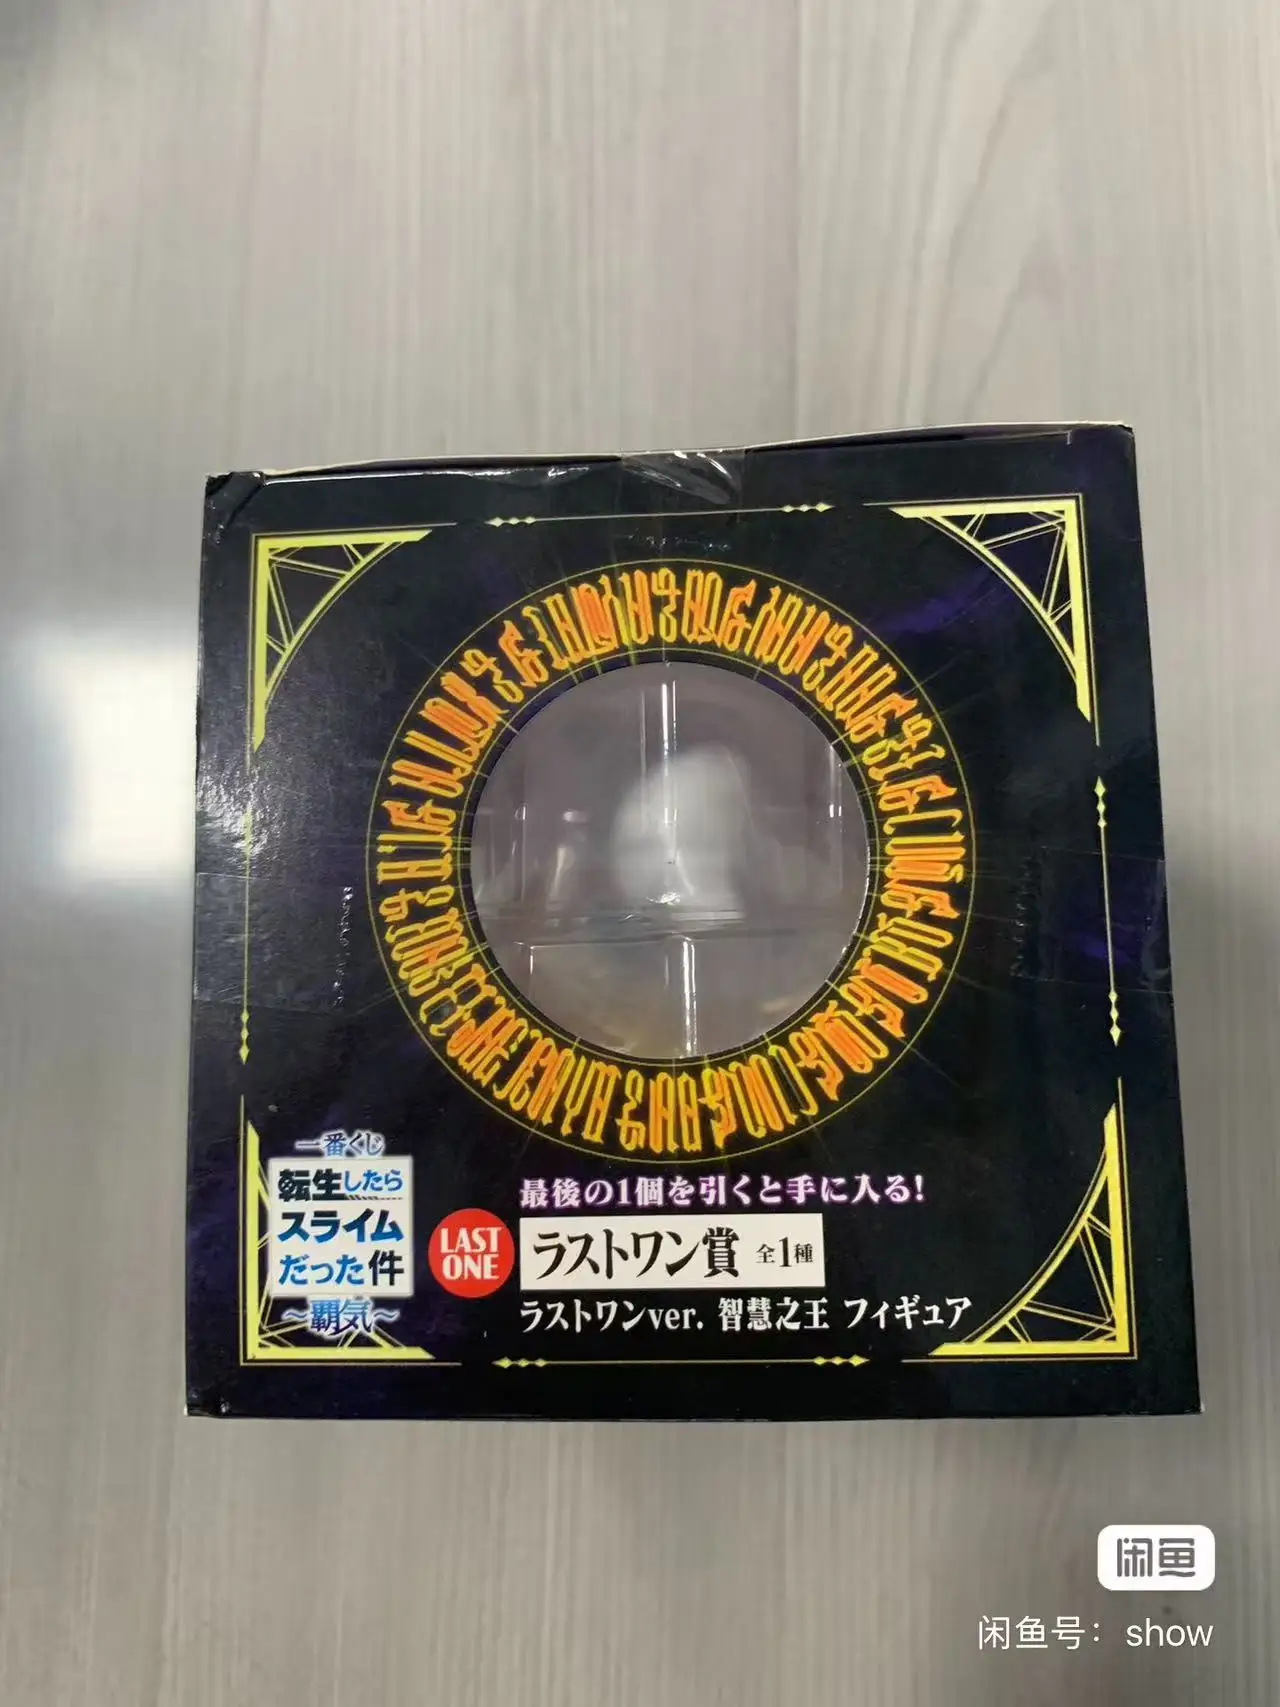 一番くじ
転生したら
スライム
だった件
～覇気～
LAST
ONE
最後の1個を引くと手に入る!
ラストワン賞 全1種
ラストワンver. 智慧之王 フィギュア
闲鱼
闲鱼号：show